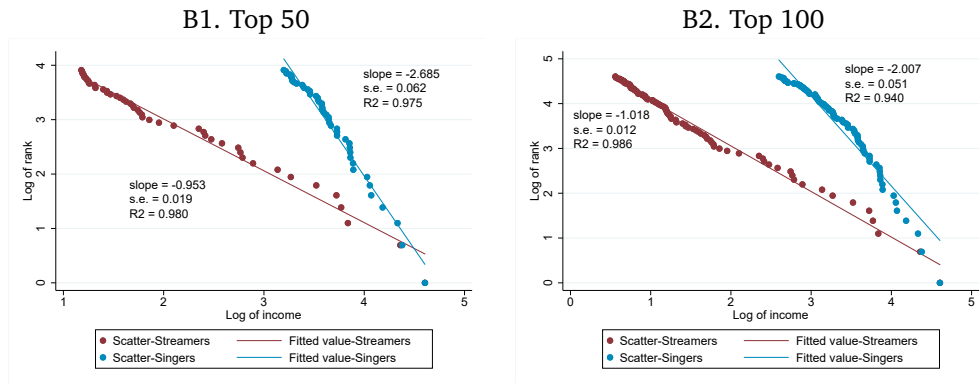 B1. Top 50
slope = -2.685
s.e. = 0.062
R2 = 0.975
slope = -0.953
s.e. = 0.019
R2 = 0.980
Log of rank
4
3
2
1
0
1
2
3
4
5
Log of income
Scatter-Streamers
Fitted value-Streamers
Scatter-Singers
Fitted value-Singers
B2. Top 100
slope = -2.007
s.e. = 0.051
R2 = 0.940
slope = -1.018
s.e. = 0.012
R2 = 0.986
Log of rank
5
4
3
2
1
0
0
1
2
3
4
5
Log of income
Scatter-Streamers
Fitted value-Streamers
Scatter-Singers
Fitted value-Singers